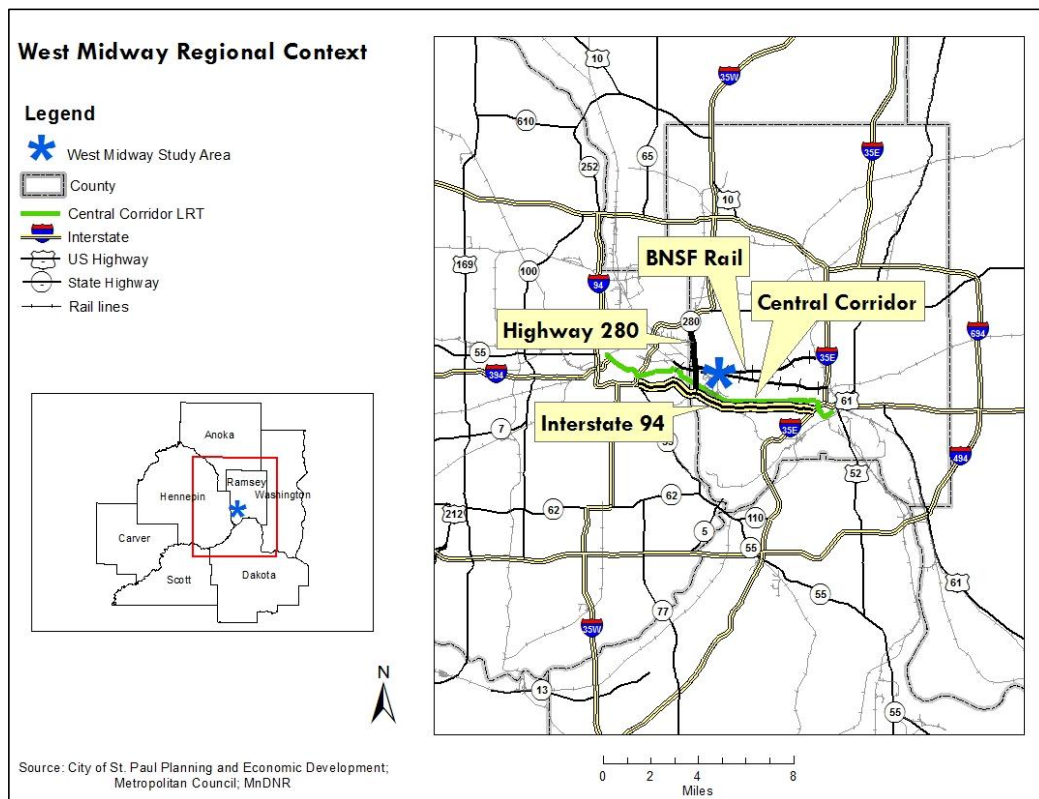 West Midway Regional Context
Legend
West Midway Study Area
County
Central Corridor LRT
Interstate
US Highway
State Highway
Rail lines
Anoka
Ramsey
Hennepin
Washington
Carver
Scott
Dakota
N
Source: City of St. Paul Planning and Economic Development;
Metropolitan Council; MnDNR
10
35W
610
65
35E
252
10
169
100
BNSF Rail
94
Central Corridor
280
Highway 280
694
55
35E
394
61
Interstate 94
7
35E
55
494
52
212
62
62
110
5
55
61
77
55
35W
13
55
0 2 4 6 8
Miles